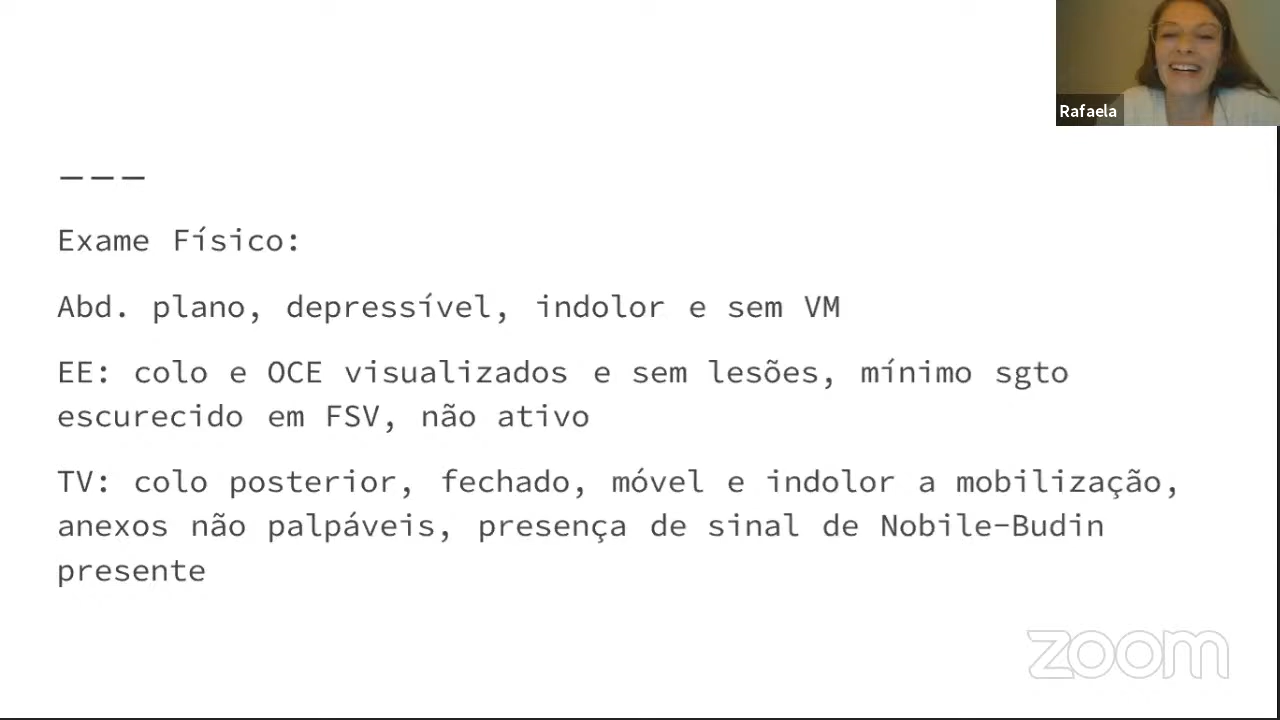 Rafaela
---
Exame Físico:
Abd. plano, depressível, indolor e sem VM
EE: colo e OCE visualizados e sem lesões, mínimo sgto
escurecido em FSV, não ativo
TV: colo posterior, fechado, móvel e indolor a mobilização,
anexos não palpáveis, presença de sinal de Nobile-Budin
presente
zoom